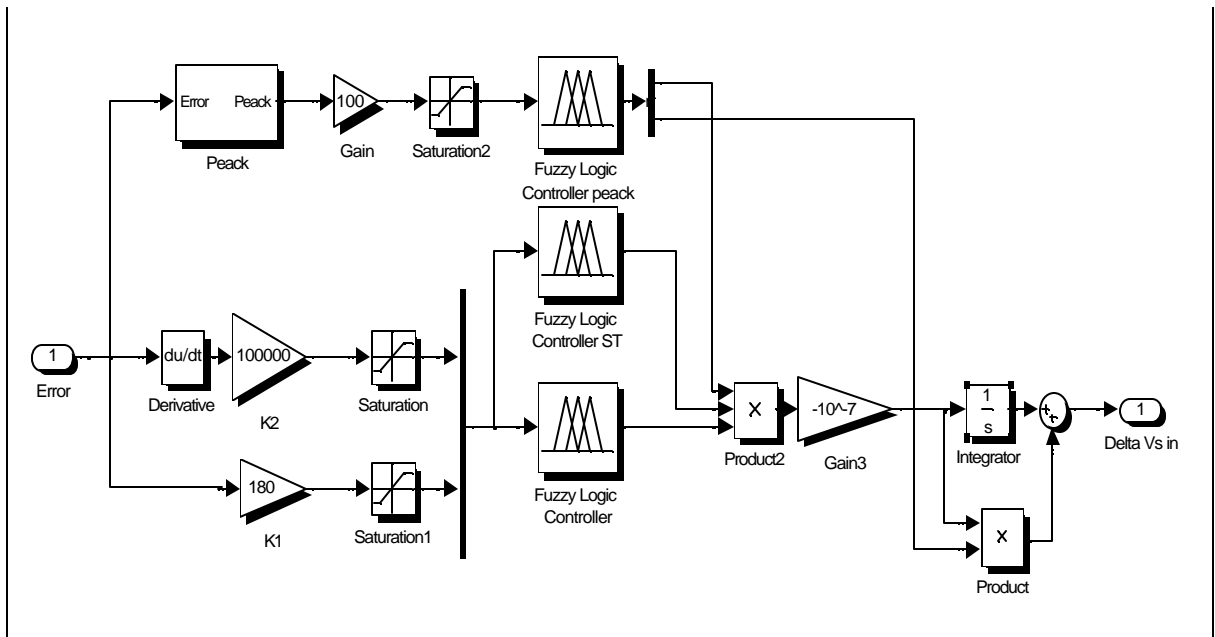 Error
Peack
Peack
100
Gain
Saturation2
Fuzzy Logic
Controller peack
Fuzzy Logic
Controller ST
1
Error
du/dt
Derivative
100000
K2
Saturation
180
K1
Saturation1
Fuzzy Logic
Controller
X
Product2
-10^-7
Gain3
1
s
Integrator
+
+
1
Delta Vs in
X
Product